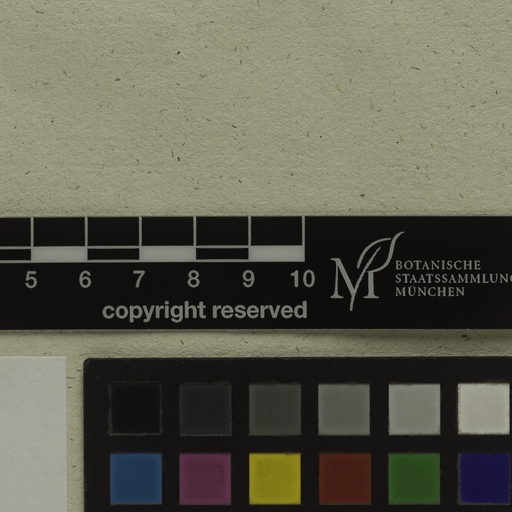 5 6 7 8 9 10
copyright reserved
M
BOTANISCHE
STAATSSAMMLUNG
MÜNCHEN